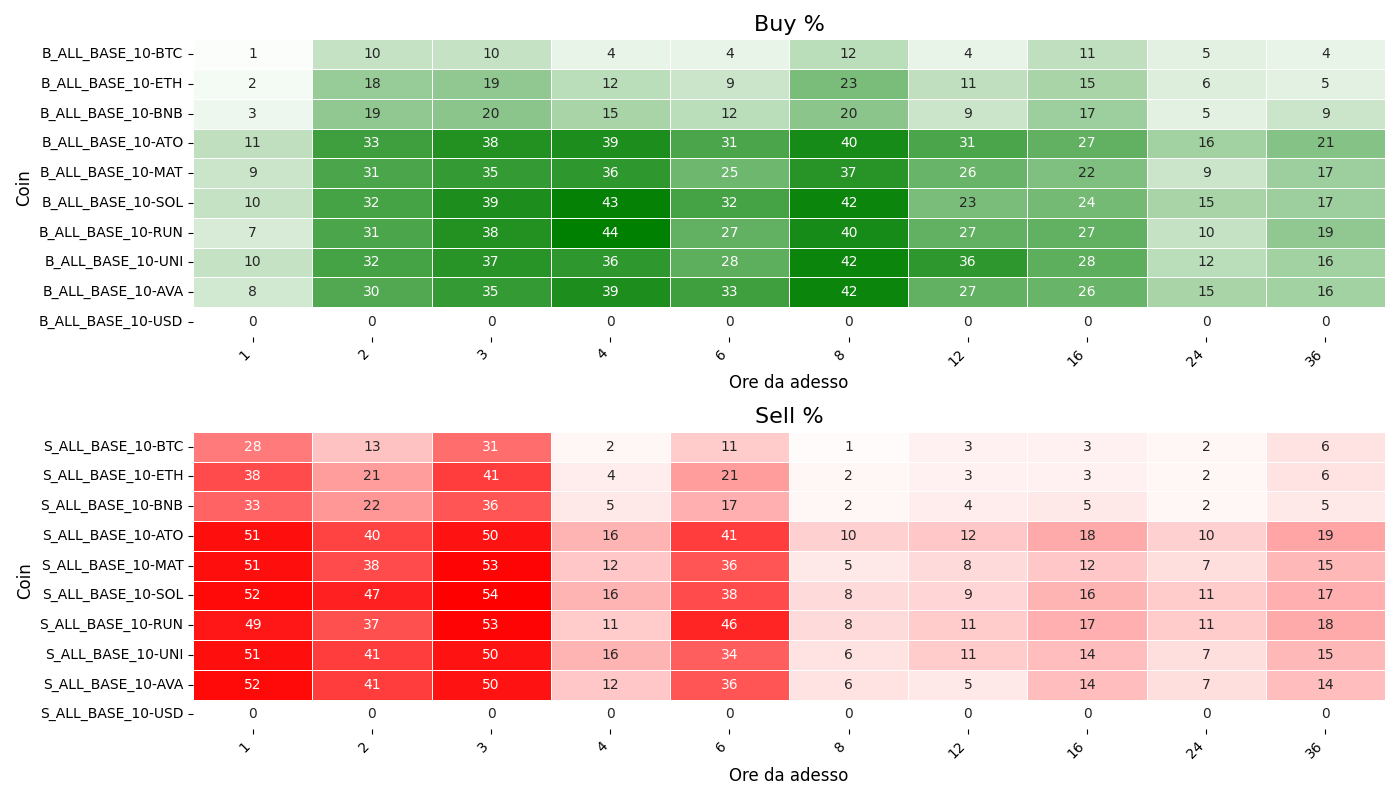 Buy %
Coin
B_ALL_BASE_10-BTC 1 10 10 4 4 12 4 11 5 4
B_ALL_BASE_10-ETH 2 18 19 12 9 23 11 15 6 5
B_ALL_BASE_10-BNB 3 19 20 15 12 20 9 17 5 9
B_ALL_BASE_10-ATO 11 33 38 39 31 40 31 27 16 21
B_ALL_BASE_10-MAT 9 31 35 36 25 37 26 22 9 17
B_ALL_BASE_10-SOL 10 32 39 43 32 42 23 24 15 17
B_ALL_BASE_10-RUN 7 31 38 44 27 40 27 27 10 19
B_ALL_BASE_10-UNI 10 32 37 36 28 42 36 28 12 16
B_ALL_BASE_10-AVA 8 30 35 39 33 42 27 26 15 16
B_ALL_BASE_10-USD 0 0 0 0 0 0 0 0 0 0
1 2 3 4 6 8 12 16 24 36
Ore da adesso
Sell %
Coin
S_ALL_BASE_10-BTC 28 13 31 2 11 1 3 3 2 6
S_ALL_BASE_10-ETH 38 21 41 4 21 2 3 3 2 6
S_ALL_BASE_10-BNB 33 22 36 5 17 2 4 5 2 5
S_ALL_BASE_10-ATO 51 40 50 16 41 10 12 18 10 19
S_ALL_BASE_10-MAT 51 38 53 12 36 5 8 12 7 15
S_ALL_BASE_10-SOL 52 47 54 16 38 8 9 16 11 17
S_ALL_BASE_10-RUN 49 37 53 11 46 8 11 17 11 18
S_ALL_BASE_10-UNI 51 41 50 16 34 6 11 14 7 15
S_ALL_BASE_10-AVA 52 41 50 12 36 6 5 14 7 14
S_ALL_BASE_10-USD 0 0 0 0 0 0 0 0 0 0
1 2 3 4 6 8 12 16 24 36
Ore da adesso